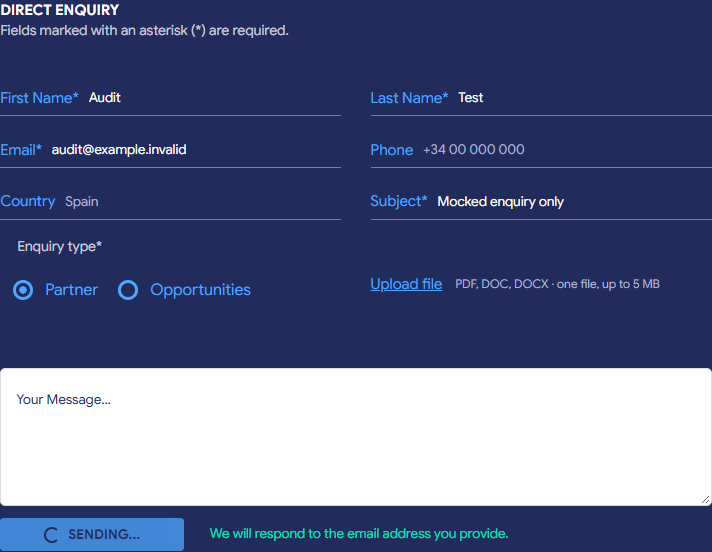 DIRECT ENQUIRY
Fields marked with an asterisk (*) are required.
First Name* Audit
Last Name* Test
Email* audit@example.invalid
Phone +34 00 000 000
Country Spain
Subject* Mocked enquiry only
Enquiry type*
Partner Opportunities
Upload file PDF, DOC, DOCX · one file, up to 5 MB
Your Message...
SENDING... We will respond to the email address you provide.